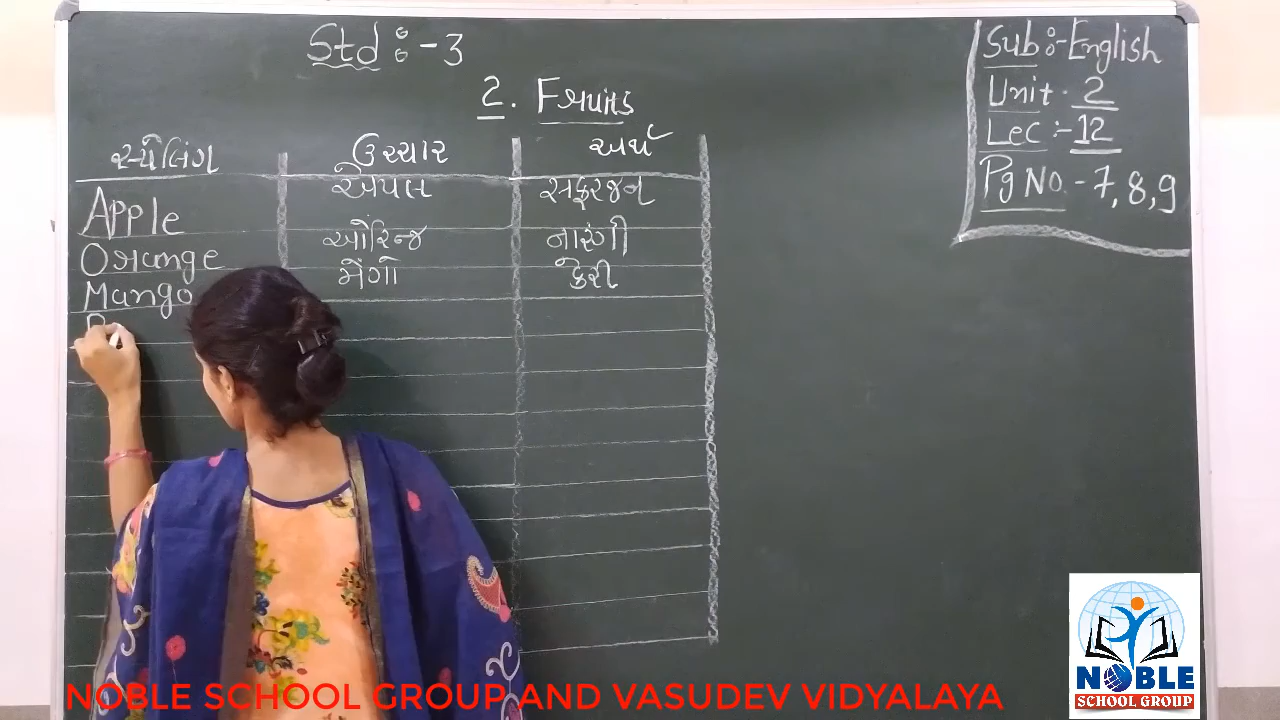 Std :- 3
2. Fruits
Sub :- English
Unit - 2
Lec :- 12
Pg No. - 7, 8, 9
સ્પેલિંગ ઉચ્ચાર અર્થ
Apple એપલ સફરજન
Orange ઓરેન્જ નારંગી
Mango મેંગો કેરી
NOBLE
SCHOOL GROUP
NOBLE SCHOOL GROUP AND VASUDEV VIDYALAYA